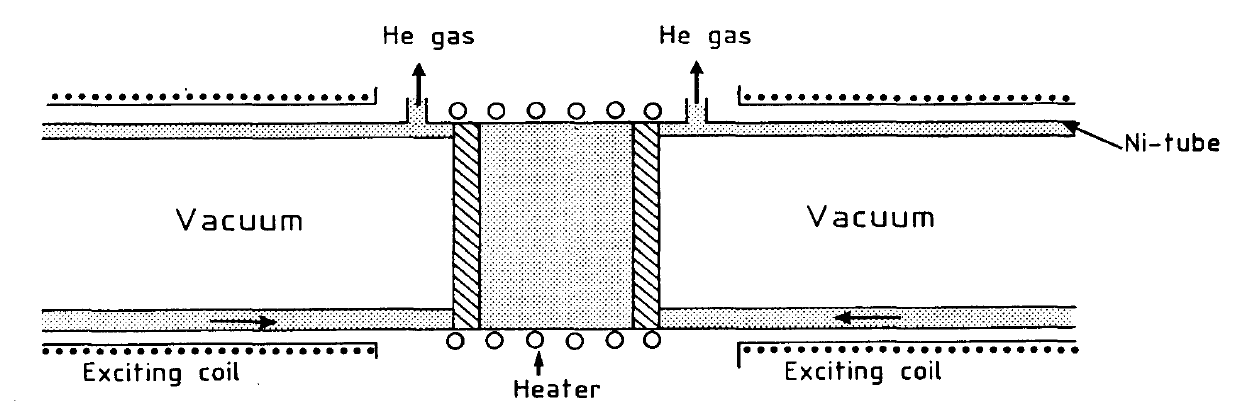 He gas
He gas
Ni-tube
Vacuum
Vacuum
Exciting coil
Exciting coil
Heater